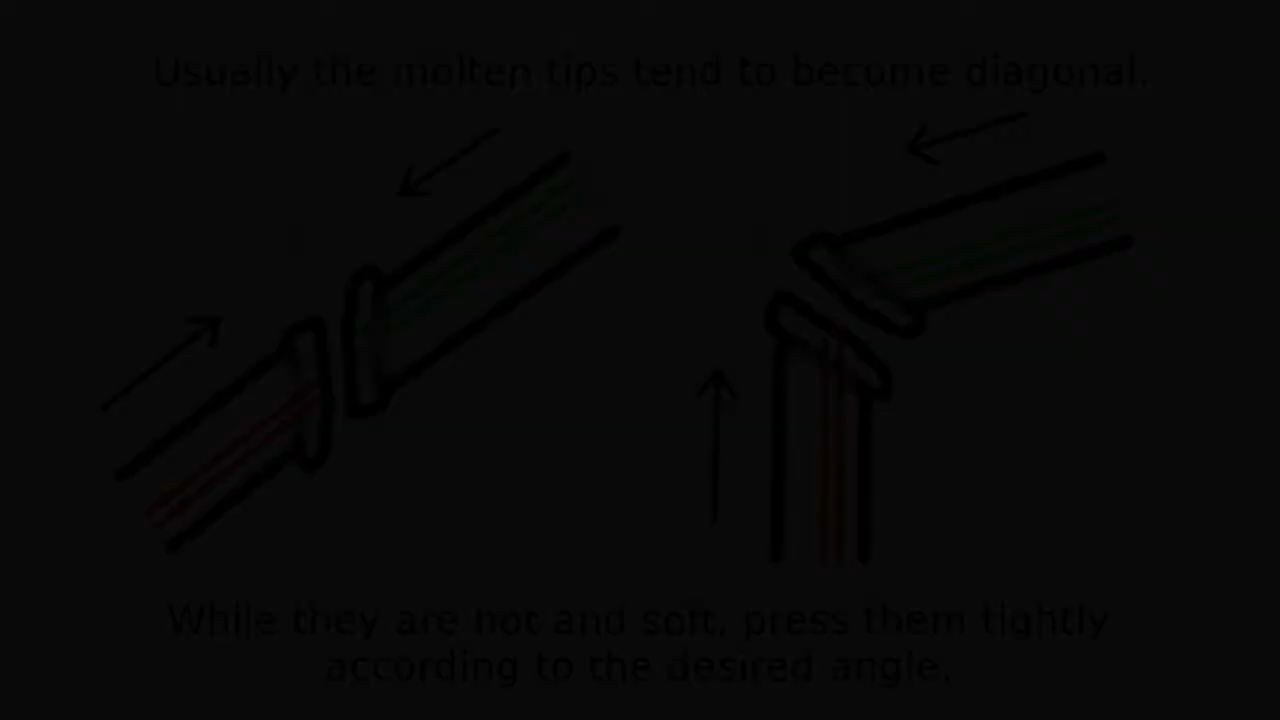 Usually the molten tips tend to become diagonal.
While they are hot and soft, press them tightly
according to the desired angle.